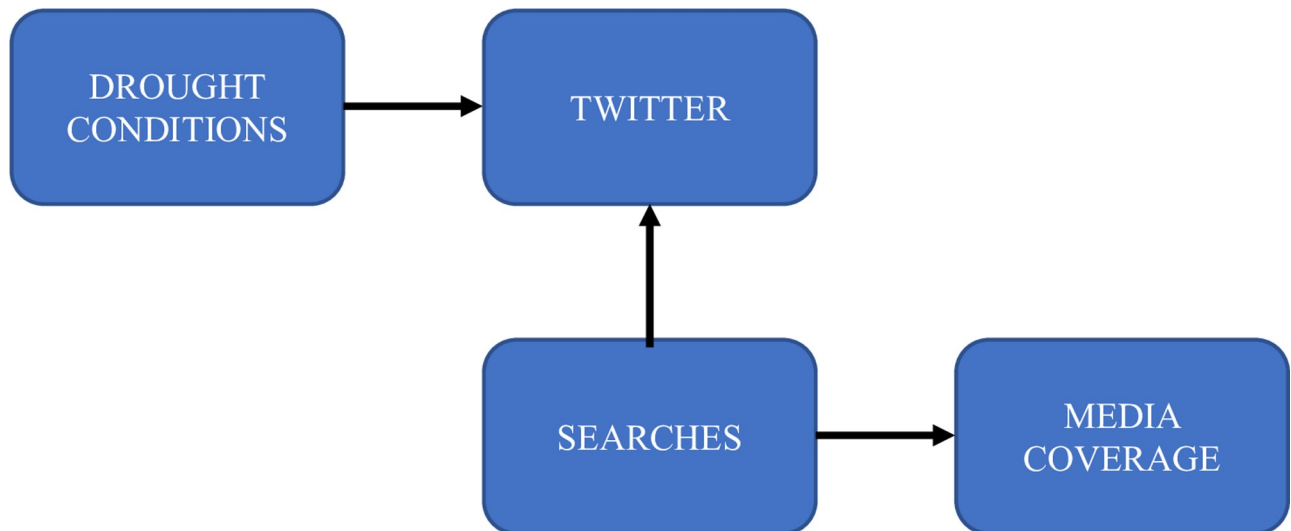 DROUGHT
CONDITIONS
TWITTER
SEARCHES
MEDIA
COVERAGE